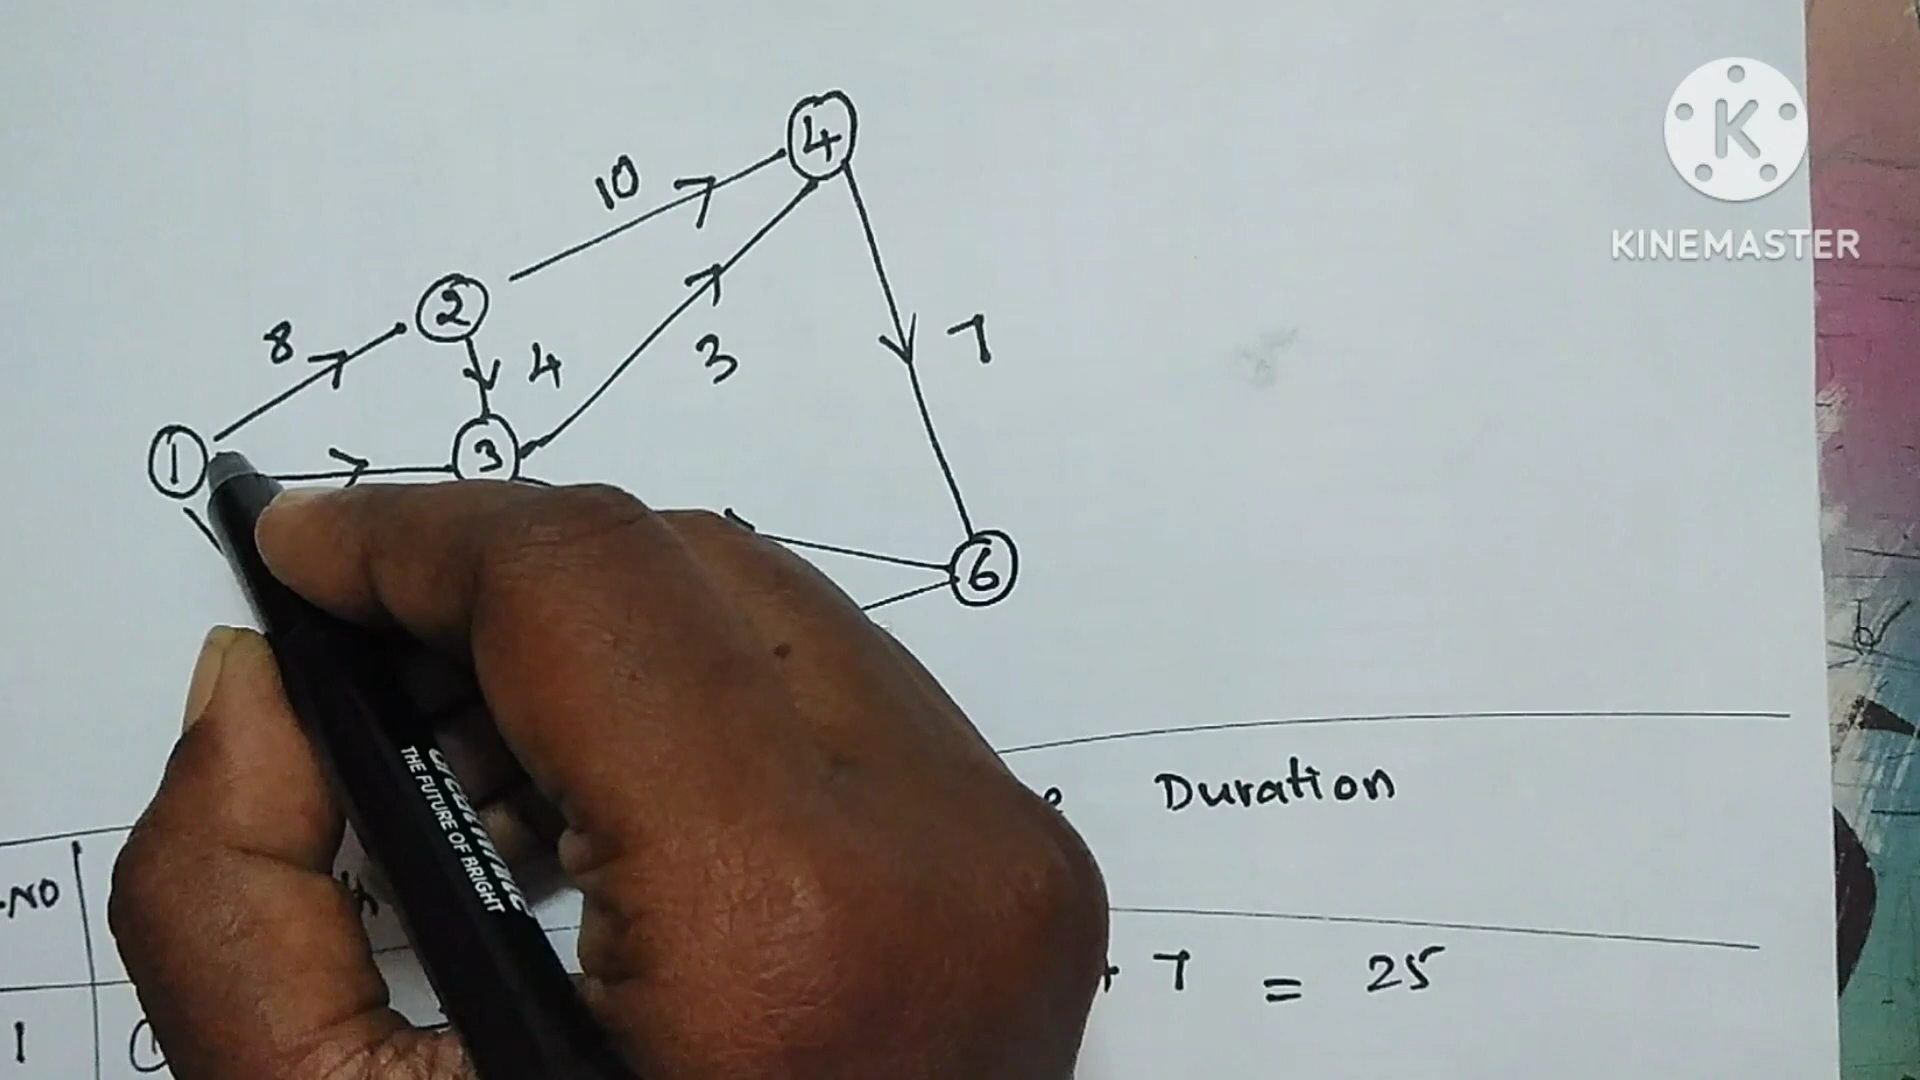 4
10
K
KINEMASTER
2
8
4
3
7
1
3
6
THE FUTURE OF BRIGHT
Duration
NO
+ 7 = 25
1